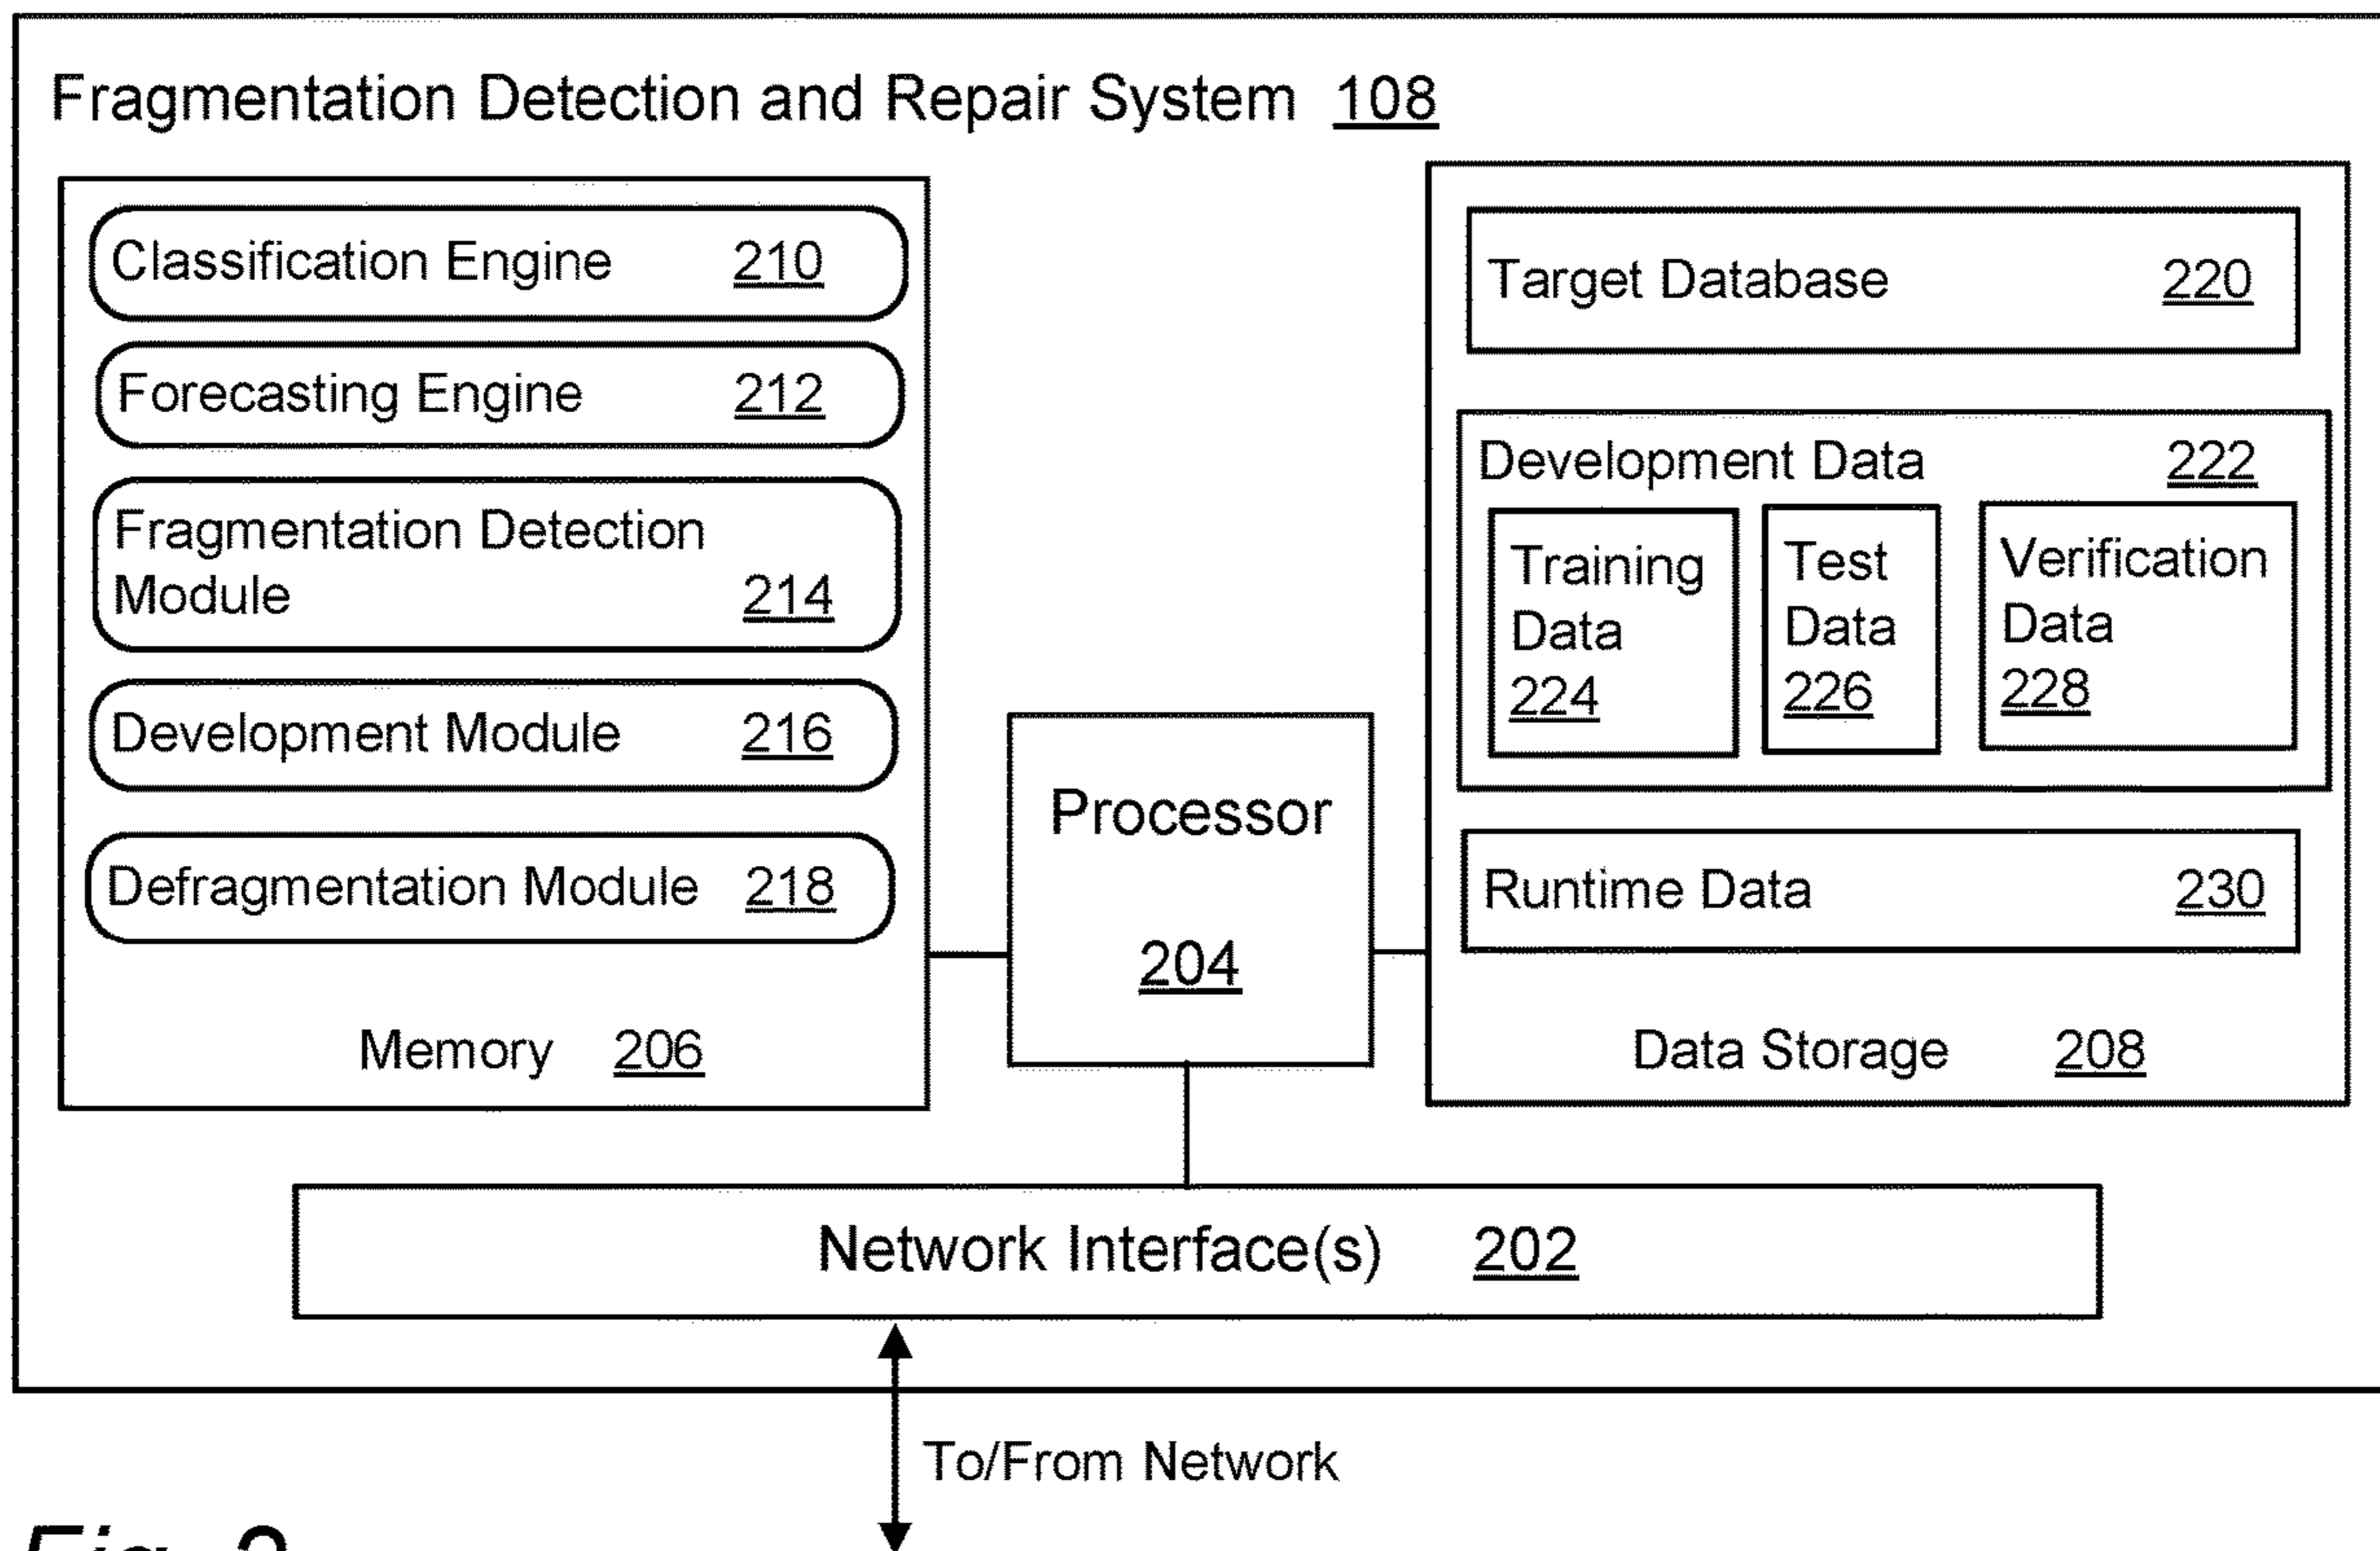 Fragmentation Detection and Repair System 108
Classification Engine 210
Forecasting Engine 212
Fragmentation Detection
Module 214
Development Module 216
Defragmentation Module 218
Memory 206
Processor
204
Target Database 220
Development Data 222
Training
Data
224
Test
Data
226
Verification
Data
228
Runtime Data 230
Data Storage 208
Network Interface(s) 202
To/From Network
Fig. 2